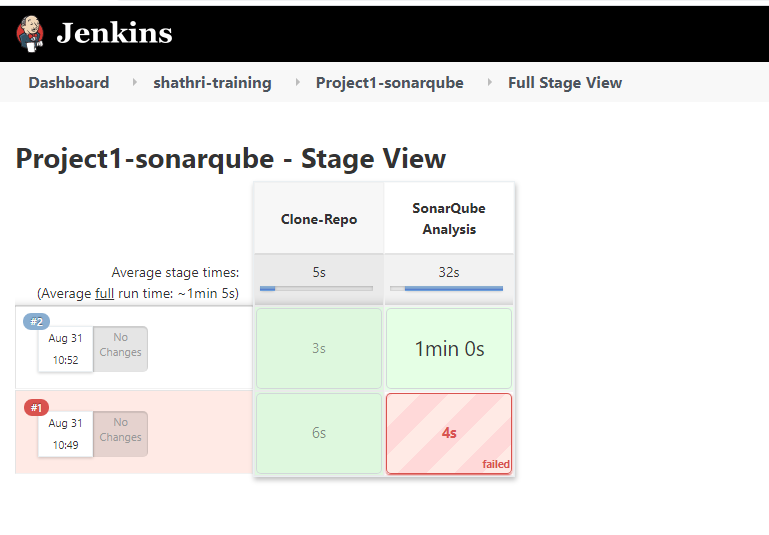 Jenkins
Dashboard shathri-training Project1-sonarqube Full Stage View
Project1-sonarqube - Stage View
Clone-Repo
SonarQube
Analysis
Average stage times:
(Average full run time: ~1min 5s)
5s
32s
#2
Aug 31
10:52
No
Changes
3s
1min 0s
#1
Aug 31
10:49
No
Changes
6s
4s
failed